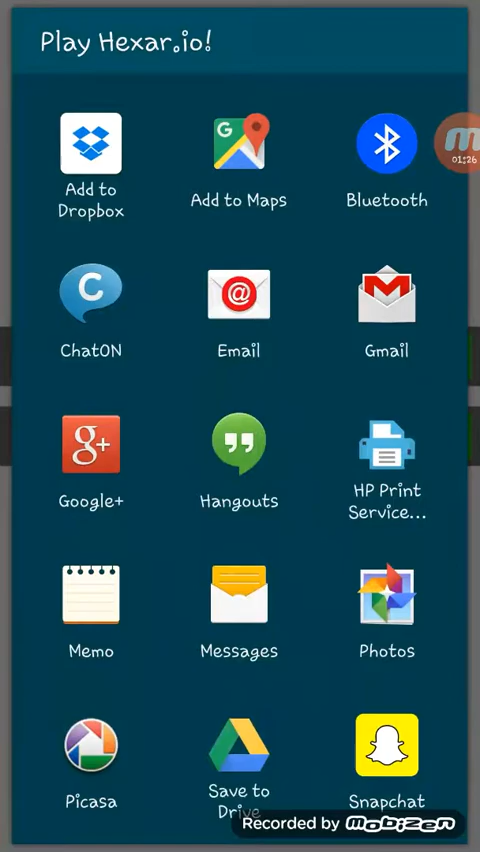 Play Hexar.io!
01:26
Add to
Dropbox
Add to Maps
Bluetooth
ChatON
Email
Gmail
Google+
Hangouts
HP Print
Service...
Memo
Messages
Photos
Picasa
Save to
Drive
Snapchat
Recorded by mobizen